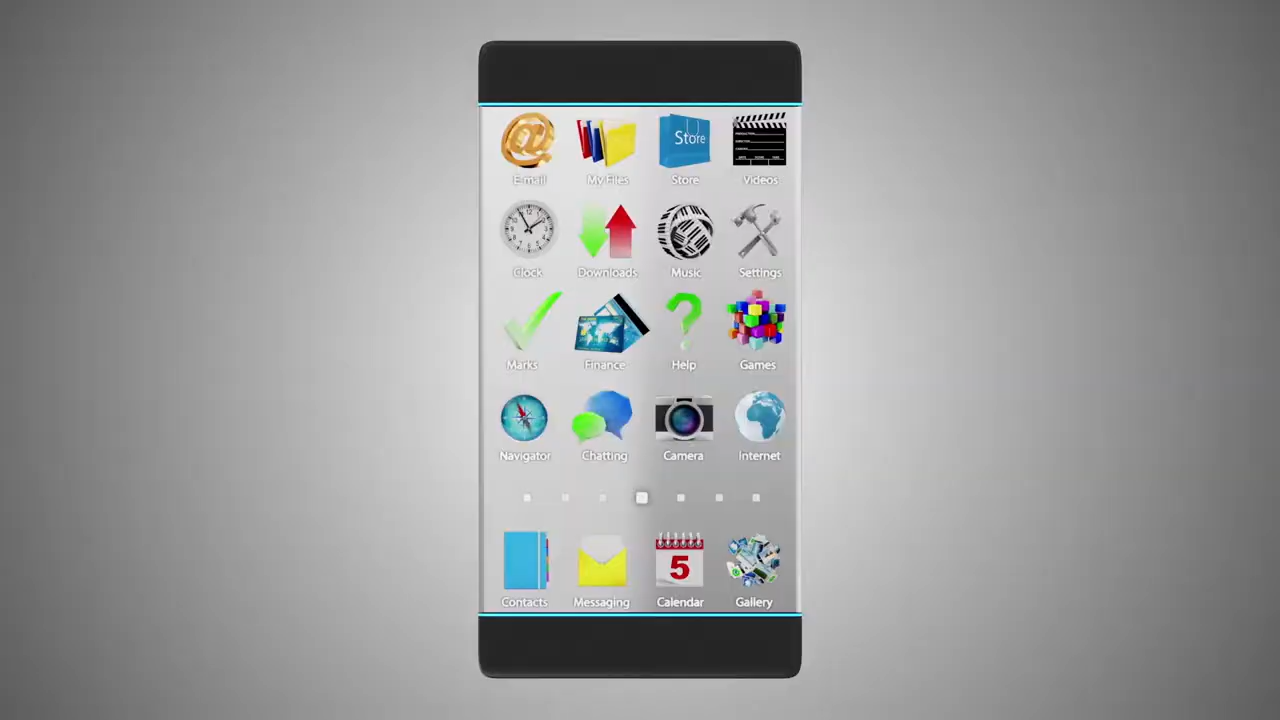 Store
E-mail My Files Store Videos
12
Clock Downloads Music Settings
Marks Finance Help Games
Navigator Chatting Camera Internet
5
Contacts Messaging Calendar Gallery